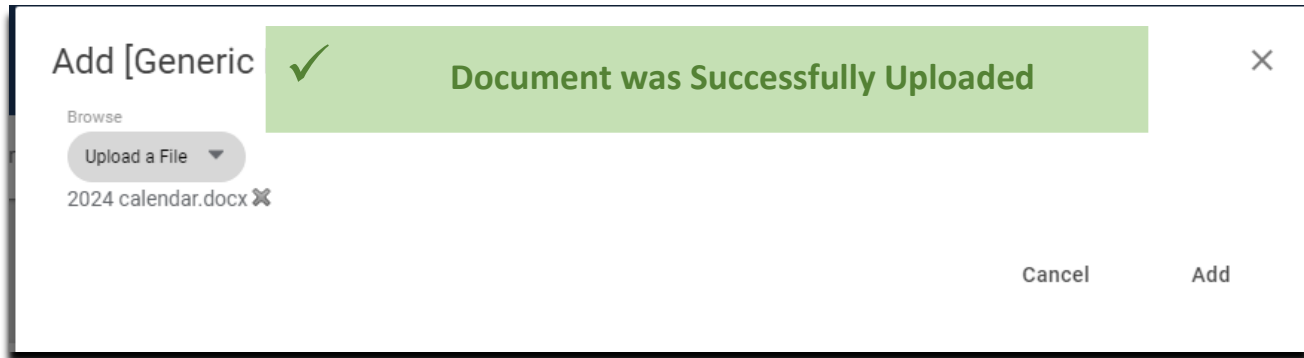 Add [Generic
✓ Document was Successfully Uploaded
Browse
Upload a File
2024 calendar.docx
Cancel Add